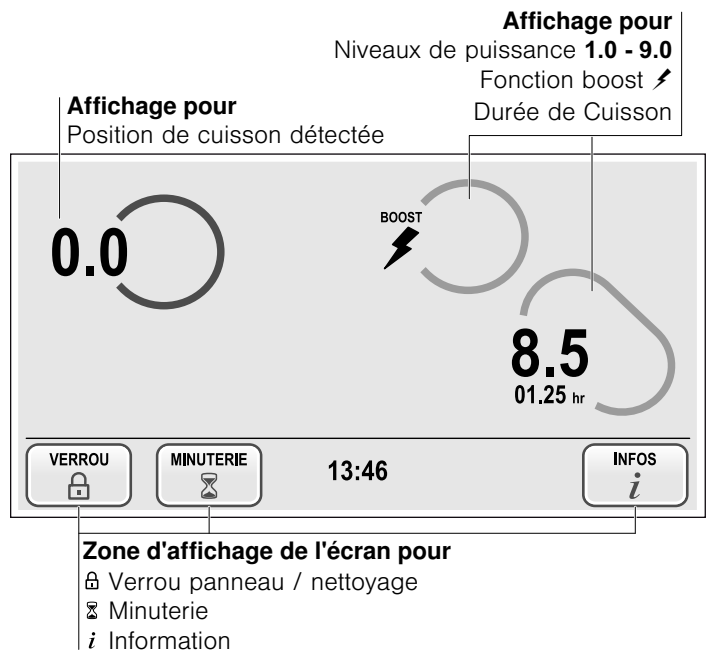 Affichage pour
Niveaux de puissance 1.0 - 9.0
Fonction boost
Durée de Cuisson
Affichage pour
Position de cuisson détectée
BOOST
0.0
8.5
01.25 hr
VERROU
MINUTERIE
13:46
INFOS
i
Zone d'affichage de l'écran pour
Verrou panneau / nettoyage
Minuterie
i Information